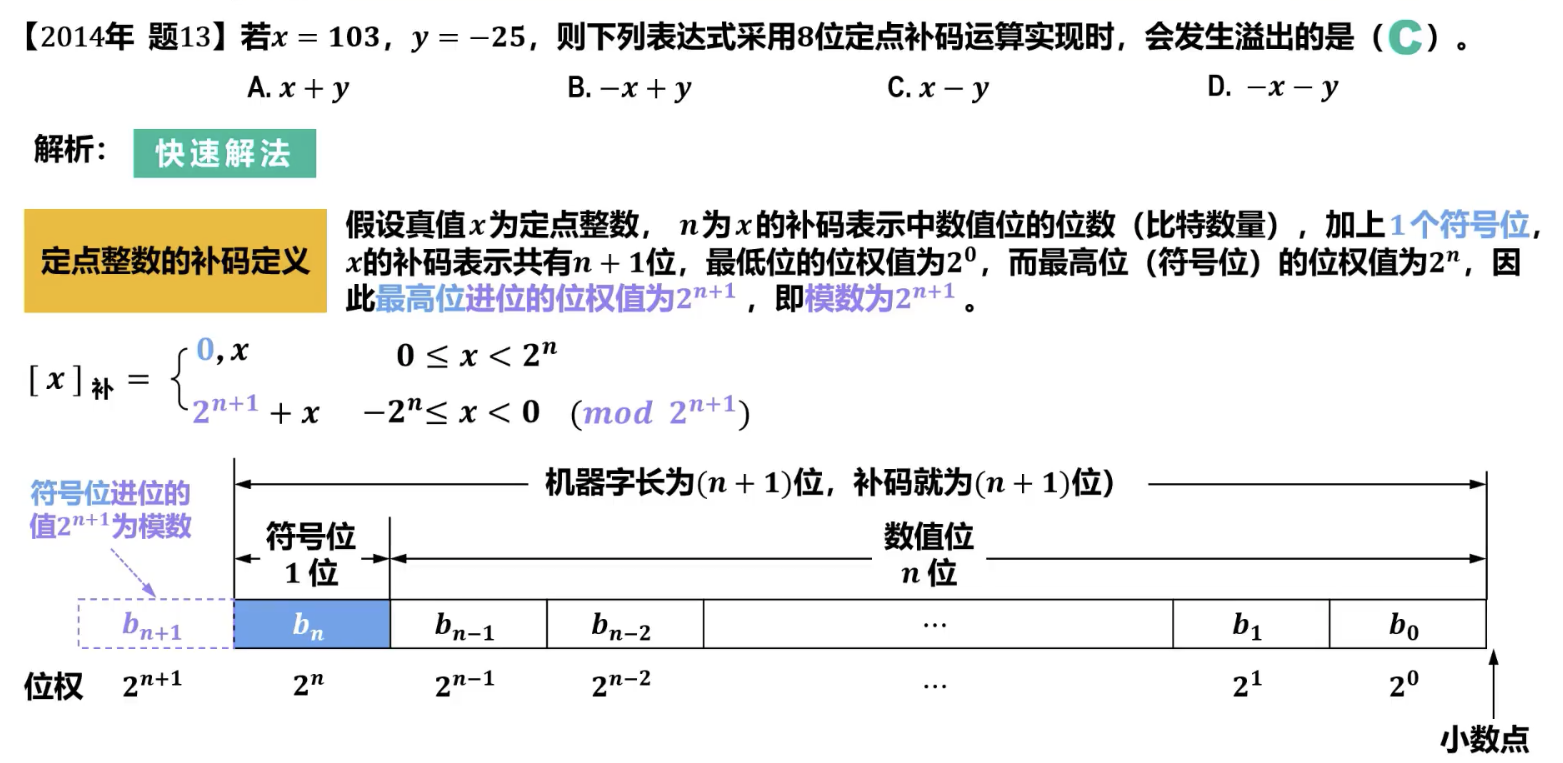 【2014年 题13】若x = 103，y = −25，则下列表达式采用8位定点补码运算实现时，会发生溢出的是（C）。
A. x + y B. −x + y C. x − y D. −x − y
解析： 快速解法
定点整数的补码定义
假设真值x为定点整数， n为x的补码表示中数值位的位数（比特数量），加上1个符号位，
x的补码表示共有n + 1位，最低位的位权值为2⁰，而最高位（符号位）的位权值为2ⁿ，因
此最高位进位的位权值为2ⁿ⁺¹ ，即模数为2ⁿ⁺¹ 。
0, x 0 ≤ x < 2ⁿ
[ x ]补 = {
2ⁿ⁺¹ + x −2ⁿ≤ x < 0 (mod 2ⁿ⁺¹)
机器字长为(n + 1)位，补码就为(n + 1)位）
符号位进位的
值2ⁿ⁺¹为模数
符号位
1 位
数值位
n 位
bₙ₊₁ bₙ bₙ₋₁ bₙ₋₂ ⋯ b₁ b₀
位权 2ⁿ⁺¹ 2ⁿ 2ⁿ⁻¹ 2ⁿ⁻² ⋯ 2¹ 2⁰
小数点